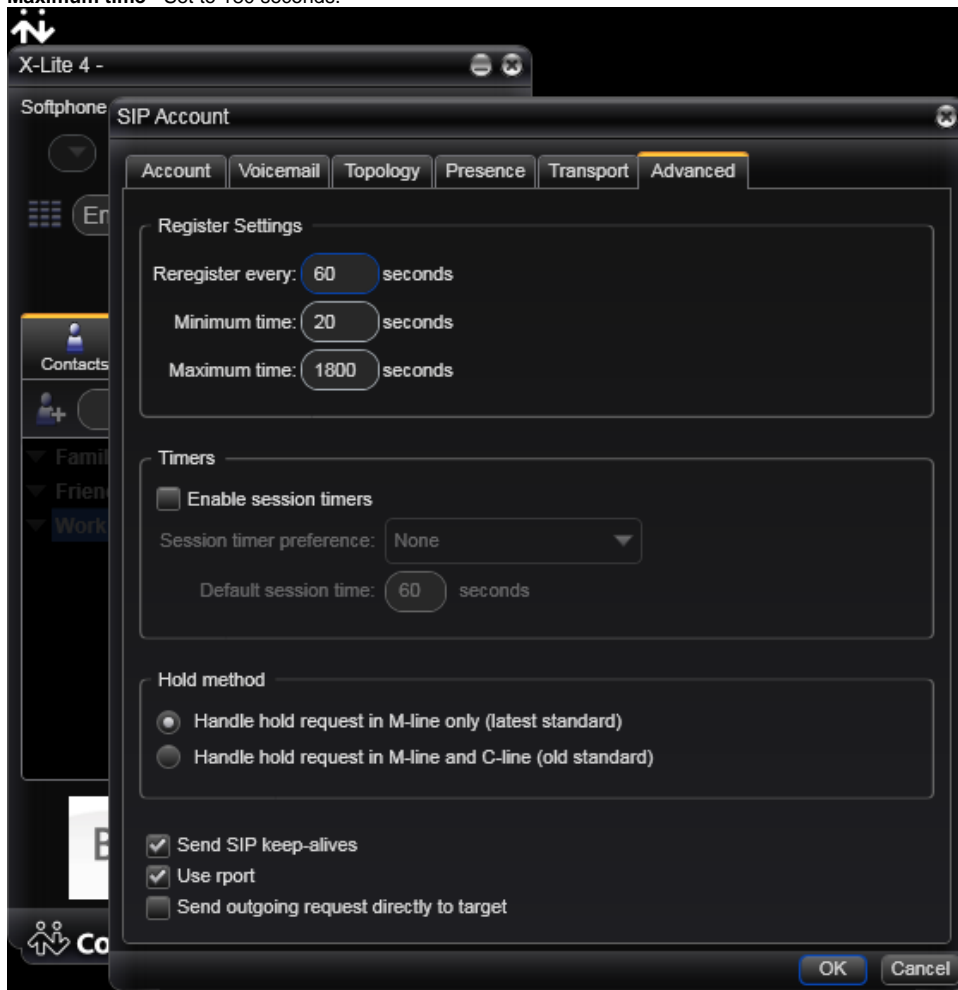 Maximum time - Set to 180 seconds.
X-Lite 4 -
Softphone
SIP Account
Account Voicemail Topology Presence Transport Advanced
Register Settings
Reregister every: 60 seconds
Minimum time: 20 seconds
Maximum time: 1800 seconds
Contacts
Timers
Enable session timers
Session timer preference: None
Default session time: 60 seconds
Work
Hold method
Handle hold request in M-line only (latest standard)
Handle hold request in M-line and C-line (old standard)
Send SIP keep-alives
Use rport
Send outgoing request directly to target
OK Cancel